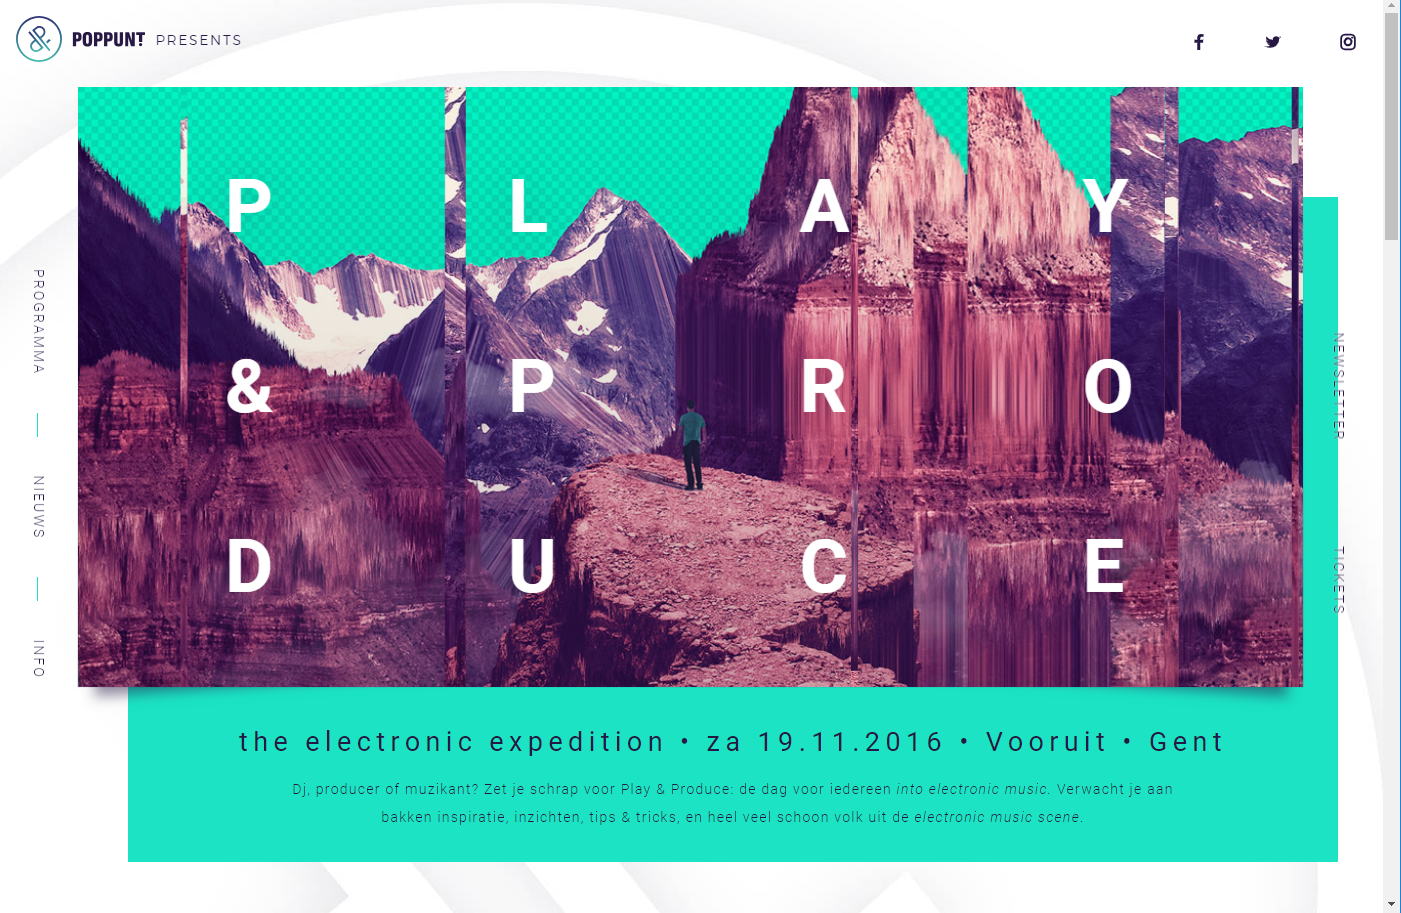 POPPUNT PRESENTS
P L A Y
& P R O
D U C E
PROGRAMMA
NIEUWS
INFO
NEWSLETTER
TICKETS
the electronic expedition • za 19.11.2016 • Vooruit • Gent
Dj, producer of muzikant? Zet je schrap voor Play & Produce: de dag voor iedereen into electronic music. Verwacht je aan
bakken inspiratie, inzichten, tips & tricks, en heel veel schoon volk uit de electronic music scene.